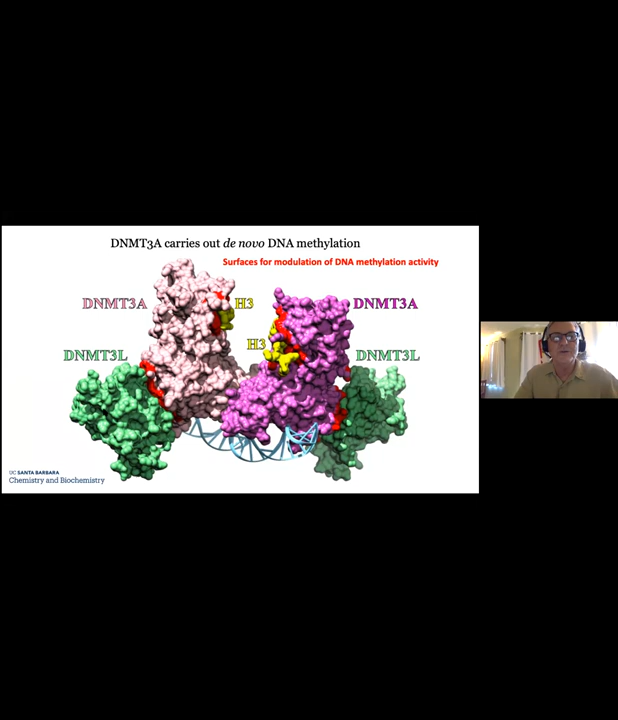 DNMT3A carries out de novo DNA methylation
Surfaces for modulation of DNA methylation activity
DNMT3A
H3
DNMT3A
H3
DNMT3L
DNMT3L
UC SANTA BARBARA
Chemistry and Biochemistry